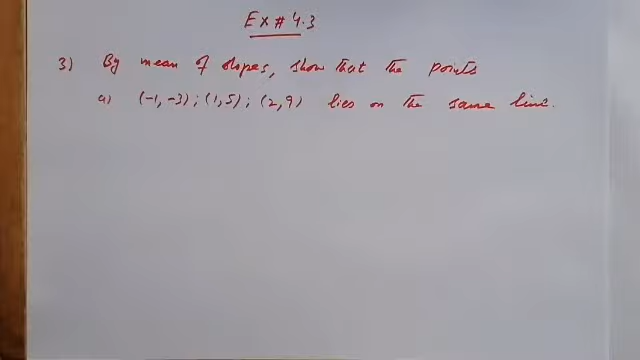 Ex # 4.3
3) By mean of slopes, show that the points
a) (-1, -3) ; (1, 5) ; (2, 9) lies on the same line.